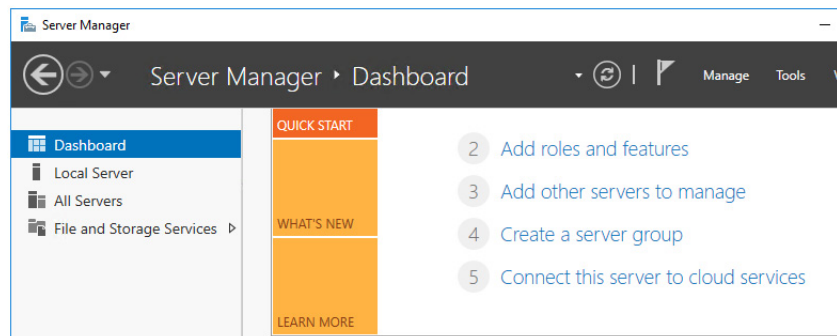 Server Manager
Server Manager ‣ Dashboard
Manage
Tools
Dashboard
Local Server
All Servers
File and Storage Services
QUICK START
WHAT'S NEW
LEARN MORE
2 Add roles and features
3 Add other servers to manage
4 Create a server group
5 Connect this server to cloud services